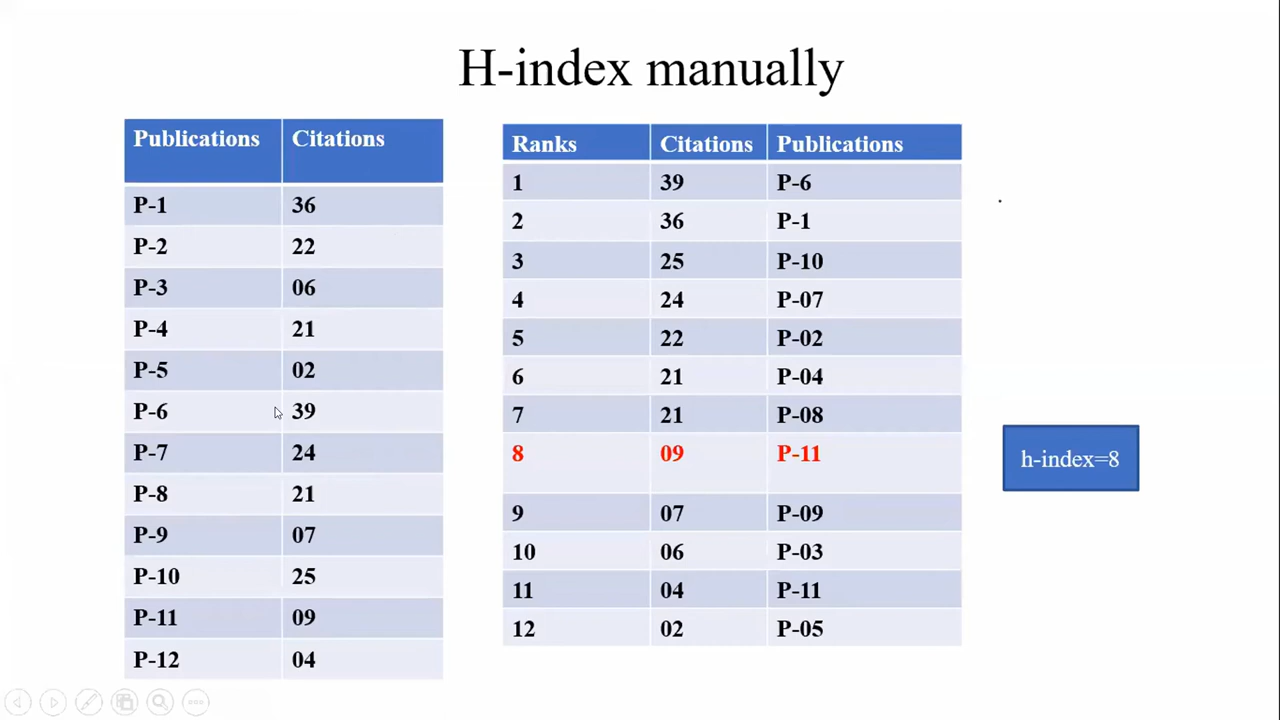 H-index manually
Publications Citations
P-1 36
P-2 22
P-3 06
P-4 21
P-5 02
P-6 39
P-7 24
P-8 21
P-9 07
P-10 25
P-11 09
P-12 04
Ranks Citations Publications
1 39 P-6
2 36 P-1
3 25 P-10
4 24 P-07
5 22 P-02
6 21 P-04
7 21 P-08
8 09 P-11
9 07 P-09
10 06 P-03
11 04 P-11
12 02 P-05
h-index=8